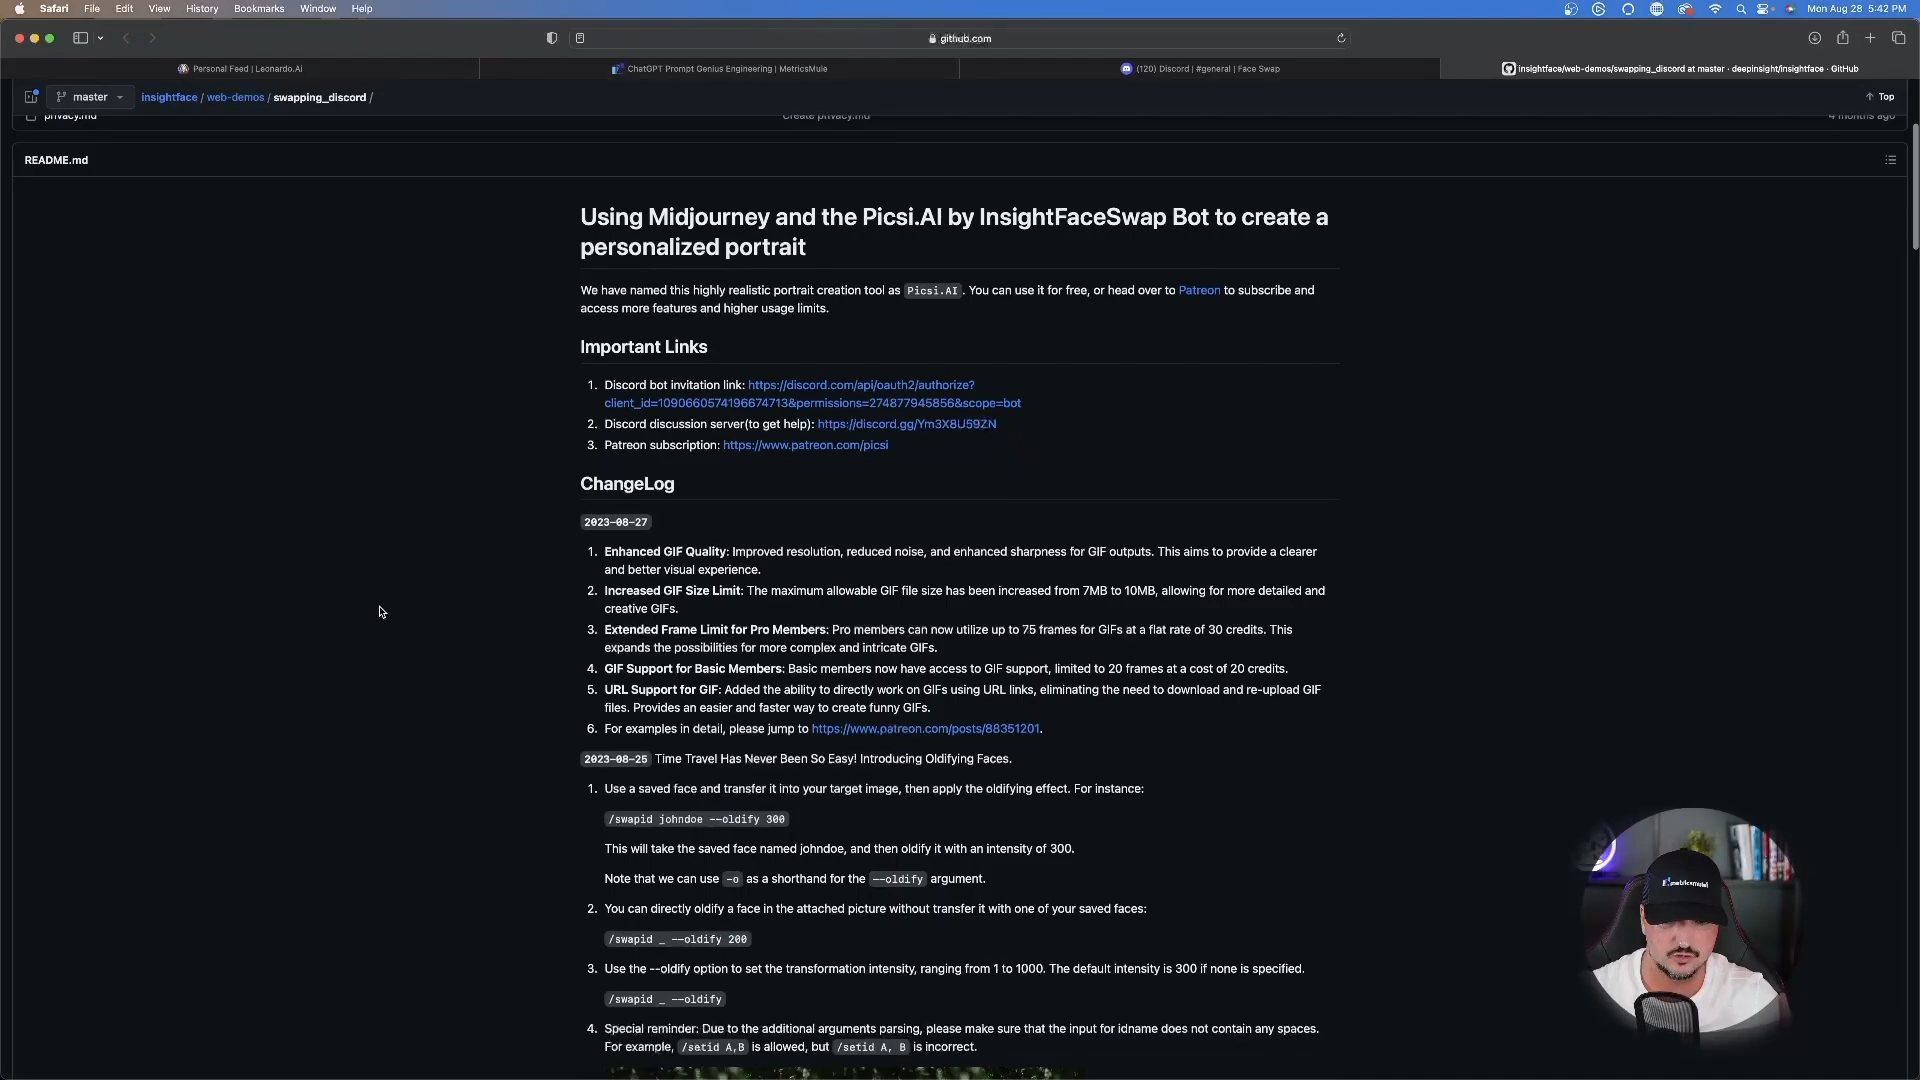 Safari File Edit View History Bookmarks Window Help Mon Aug 28 5:42 PM
github.com
Personal Feed | Leonardo.Ai
ChatGPT Prompt Genius Engineering | MetricsMule
(120) Discord | #general | Face Swap
insightface/web-demos/swapping_discord at master · deepinsight/insightface · GitHub
master insightface / web-demos / swapping_discord / Top
privacy.md Create privacy.md 4 months ago
README.md
Using Midjourney and the Picsi.AI by InsightFaceSwap Bot to create a
personalized portrait
We have named this highly realistic portrait creation tool as Picsi.AI. You can use it for free, or head over to Patreon to subscribe and
access more features and higher usage limits.
Important Links
1. Discord bot invitation link: https://discord.com/api/oauth2/authorize?
client_id=1090660574196674713&permissions=274877945856&scope=bot
2. Discord discussion server(to get help): https://discord.gg/Ym3X8U59ZN
3. Patreon subscription: https://www.patreon.com/picsi
ChangeLog
2023-08-27
1. Enhanced GIF Quality: Improved resolution, reduced noise, and enhanced sharpness for GIF outputs. This aims to provide a clearer
and better visual experience.
2. Increased GIF Size Limit: The maximum allowable GIF file size has been increased from 7MB to 10MB, allowing for more detailed and
creative GIFs.
3. Extended Frame Limit for Pro Members: Pro members can now utilize up to 75 frames for GIFs at a flat rate of 30 credits. This
expands the possibilities for more complex and intricate GIFs.
4. GIF Support for Basic Members: Basic members now have access to GIF support, limited to 20 frames at a cost of 20 credits.
5. URL Support for GIF: Added the ability to directly work on GIFs using URL links, eliminating the need to download and re-upload GIF
files. Provides an easier and faster way to create funny GIFs.
6. For examples in detail, please jump to https://www.patreon.com/posts/88351201.
2023-08-25 Time Travel Has Never Been So Easy! Introducing Oldifying Faces.
1. Use a saved face and transfer it into your target image, then apply the oldifying effect. For instance:
/swapid johndoe --oldify 300
This will take the saved face named johndoe, and then oldify it with an intensity of 300.
Note that we can use -o as a shorthand for the --oldify argument.
2. You can directly oldify a face in the attached picture without transfer it with one of your saved faces:
/swapid _ --oldify 200
3. Use the --oldify option to set the transformation intensity, ranging from 1 to 1000. The default intensity is 300 if none is specified.
/swapid _ --oldify
4. Special reminder: Due to the additional arguments parsing, please make sure that the input for idname does not contain any spaces.
For example, /setid A,B is allowed, but /setid A, B is incorrect.
metricsmule